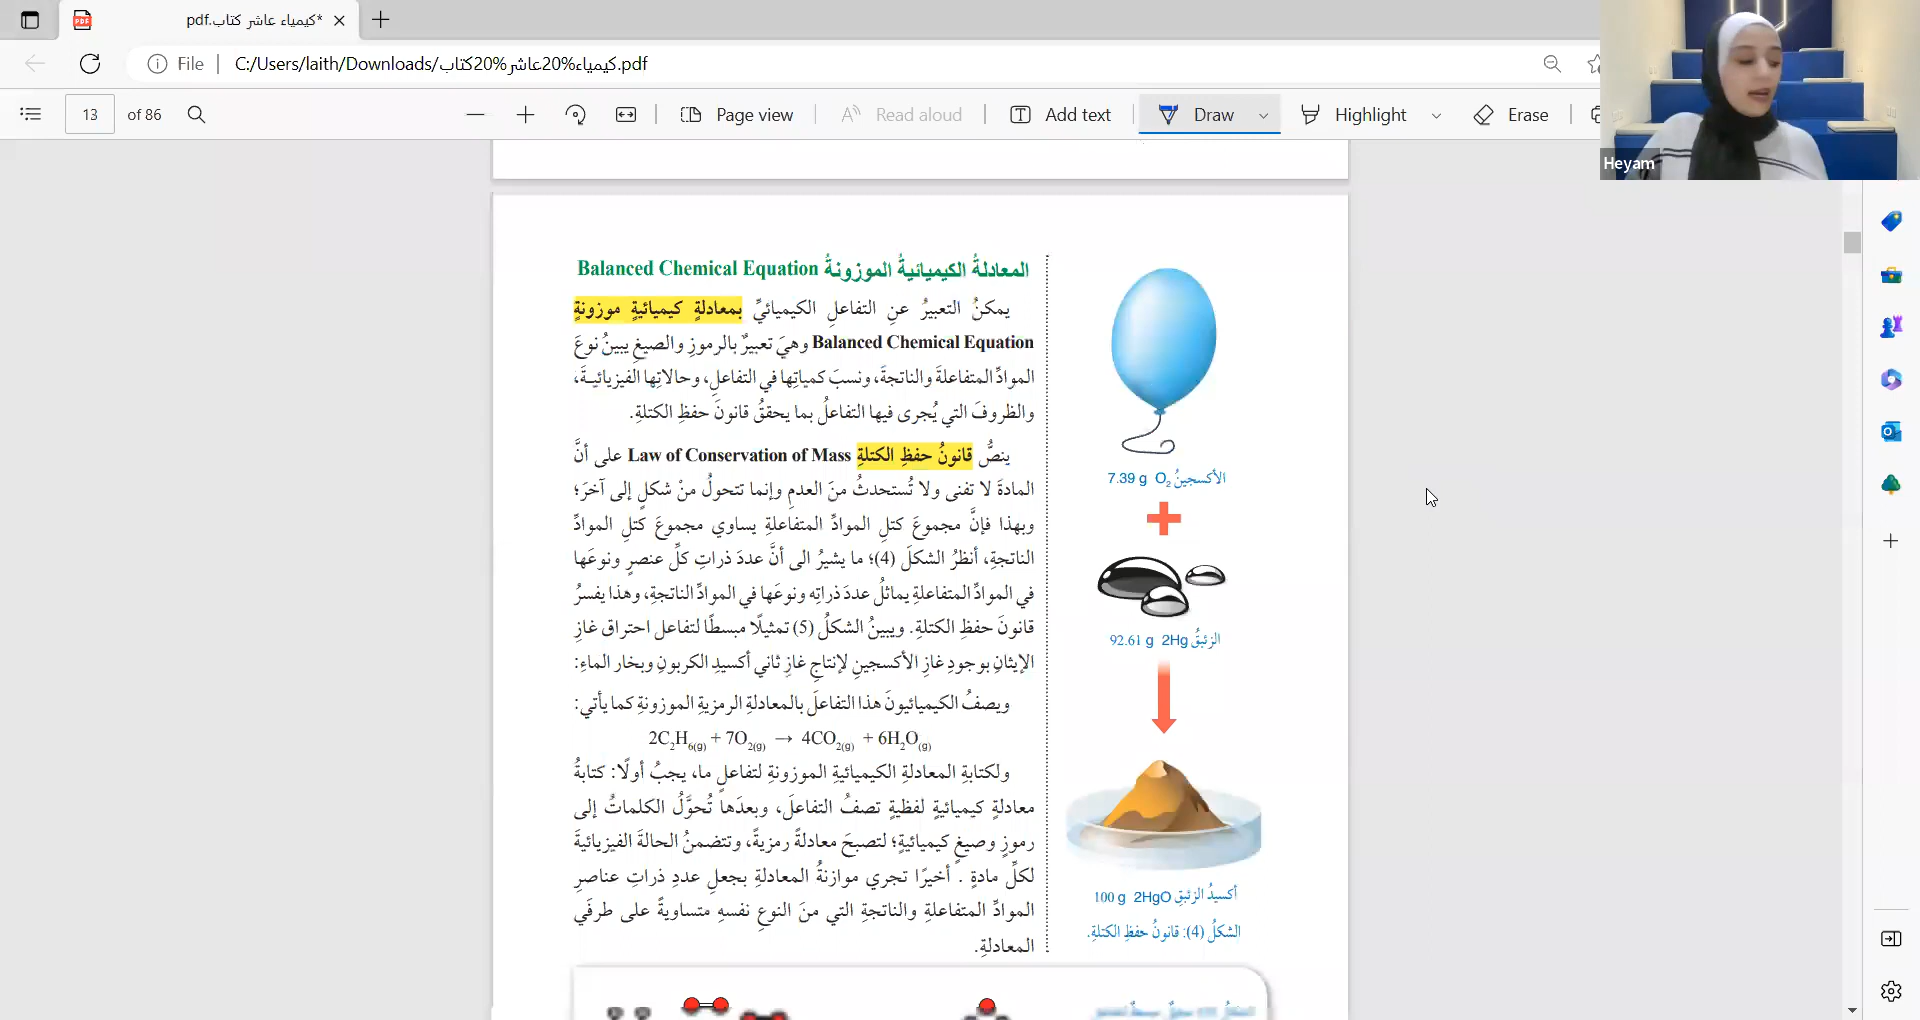 كيمياء عاشر كتاب.pdf*
File
C:/Users/laith/Downloads/كيمياء%20عاشر%20كتاب.pdf
13 of 86
Page view
Read aloud
Add text
Draw
Highlight
Erase
Heyam
المعادلةُ الكيميائيةُ الموزونةُ Balanced Chemical Equation
يمكنُ التعبيرُ عنِ التفاعلِ الكيميائيِّ بمعادلةٍ كيميائيةٍ موزونةٍ
Balanced Chemical Equation وهيَ تعبيرٌ بالرموزِ والصيغِ يبينُ نوعَ
الموادِّ المتفاعلةَ والناتجةَ، ونسبَ كمياتِها في التفاعلِ، وحالاتِها الفيزيائيـةَ،
والظروفَ التي يُجرى فيها التفاعلُ بما يحققُ قانونَ حفظِ الكتلةِ.
ينصُّ قانونُ حفظِ الكتلةِ Law of Conservation of Mass على أنَّ
المادةَ لا تفنى ولا تُستحدثُ منَ العدمِ وإنما تتحولُ منْ شكلٍ إلى آخرَ؛
وبهذا فإنَّ مجموعَ كتلِ الموادِّ المتفاعلةِ يساوي مجموعَ كتلِ الموادِّ
الناتجةِ، أنظرُ الشكلَ (4)؛ ما يشيرُ الى أنَّ عددَ ذراتِ كلِّ عنصرٍ ونوعَها
في الموادِّ المتفاعلةِ يماثلُ عددَ ذراتِه ونوعَها في الموادِّ الناتجةِ، وهذا يفسرُ
قانونَ حفظِ الكتلةِ. ويبينُ الشكلُ (5) تمثيلًا مبسطًا لتفاعل احتراق غازِ
الإيثانِ بوجودِ غازِ الأكسجينِ لإنتاجِ غازِ ثاني أكسيدِ الكربونِ وبخار الماءِ:
ويصفُ الكيميائيونَ هذا التفاعلَ بالمعادلةِ الرمزيةِ الموزونةِ كما يأتي:
2C₂H₆(g) + 7O₂(g) → 4CO₂(g) + 6H₂O(g)
ولكتابةِ المعادلةِ الكيميائيةِ الموزونةِ لتفاعلٍ ما، يجبُ أولًا: كتابةُ
معادلةٍ كيميائيةٍ لفظيةٍ تصفُ التفاعلَ، وبعدَها تُحوَّلُ الكلماتُ إلى
رموزٍ وصيغٍ كيميائيةٍ؛ لتصبحَ معادلةً رمزيةً، وتتضمنُ الحالةَ الفيزيائيةَ
لكلِّ مادةٍ . أخيرًا تجري موازنةُ المعادلةِ بجعلِ عددِ ذراتِ عناصرِ
الموادِّ المتفاعلةِ والناتجةِ التي منَ النوعِ نفسهِ متساويةً على طرفَي
المعادلةِ.
الأكسجينُ 7.39 g O₂
الزئبقُ 92.61 g 2Hg
أكسيدُ الزئبقِ 100 g 2HgO
الشكلُ (4): قانونُ حفظِ الكتلةِ.